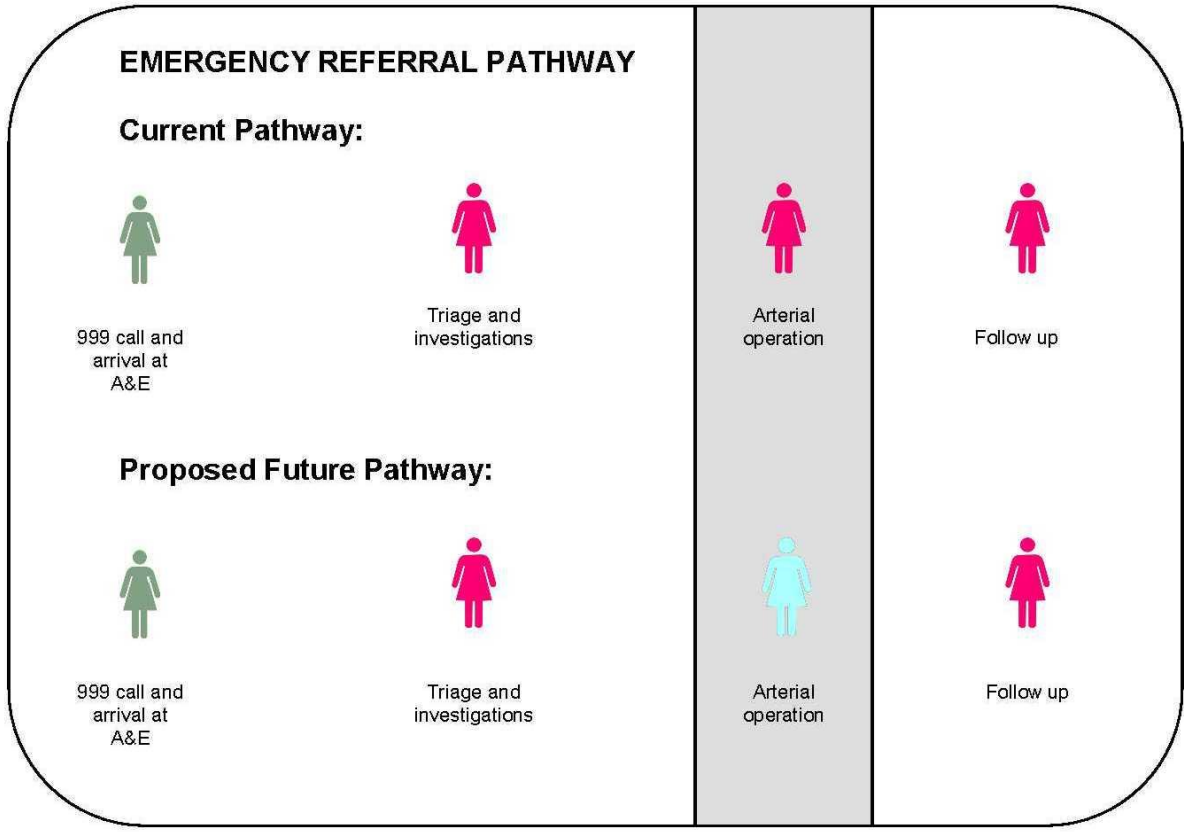 EMERGENCY REFERRAL PATHWAY
Current Pathway:
999 call and
arrival at
A&E
Triage and
investigations
Arterial
operation
Follow up
Proposed Future Pathway:
999 call and
arrival at
A&E
Triage and
investigations
Arterial
operation
Follow up